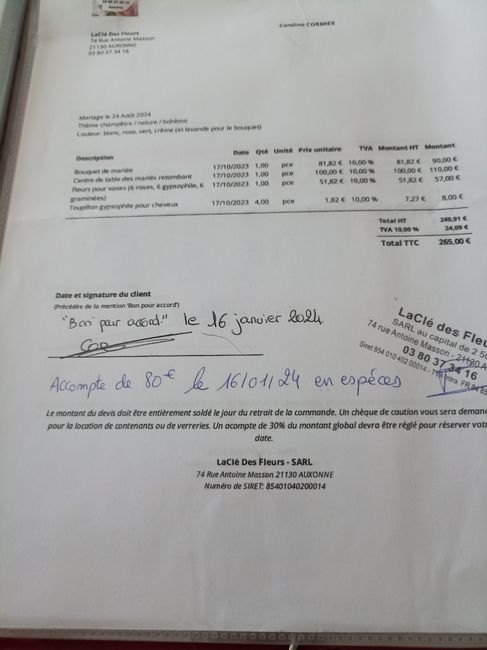 Caroline CORMIER
LaClé Des Fleurs
74 Rue Antoine Masson
21130 AUXONNE
03 80 37 34 16
Mariage le 24 Août 2024
Thème champêtre / nature / bohème
Couleur: blanc, rose, vert, crème (et lavande pour le bouquet)
Description Date Qté Unité Prix unitaire TVA Montant HT Montant
Bouquet de mariée 17/10/2023 1,00 pce 81,82 € 10,00 % 81,82 € 90,00 €
Centre de table des mariés retombant 17/10/2023 1,00 pce 100,00 € 10,00 % 100,00 € 110,00 €
Fleurs pour vases (6 roses, 6 gypsophile, 6 graminées) 17/10/2023 1,00 pce 51,82 € 10,00 % 51,82 € 57,00 €
Toupillon gypsophile pour cheveux 17/10/2023 4,00 pce 1,82 € 10,00 % 7,27 € 8,00 €
Total HT 240,91 €
TVA 10,00 % 24,09 €
Total TTC 265,00 €
Date et signature du client
(Précédée de la mention 'Bon pour accord')
"Bon pour accord." le 16 janvier 2024.
LaClé des Fleu
SARL au capital de 2 50
74 rue Antoine Masson - 21130 A
03 80 37 34 16
Siret 854 010 402 00014 -
Accompte de 80€ le 16/01/24 en espèces
Le montant du devis doit être entièrement soldé le jour du retrait de la commande. Un chèque de caution vous sera deman
pour la location de contenants ou de verreries. Un acompte de 30% du montant global devra être réglé pour réserver vot
date.
LaClé Des Fleurs - SARL
74 Rue Antoine Masson 21130 AUXONNE
Numéro de SIRET: 85401040200014